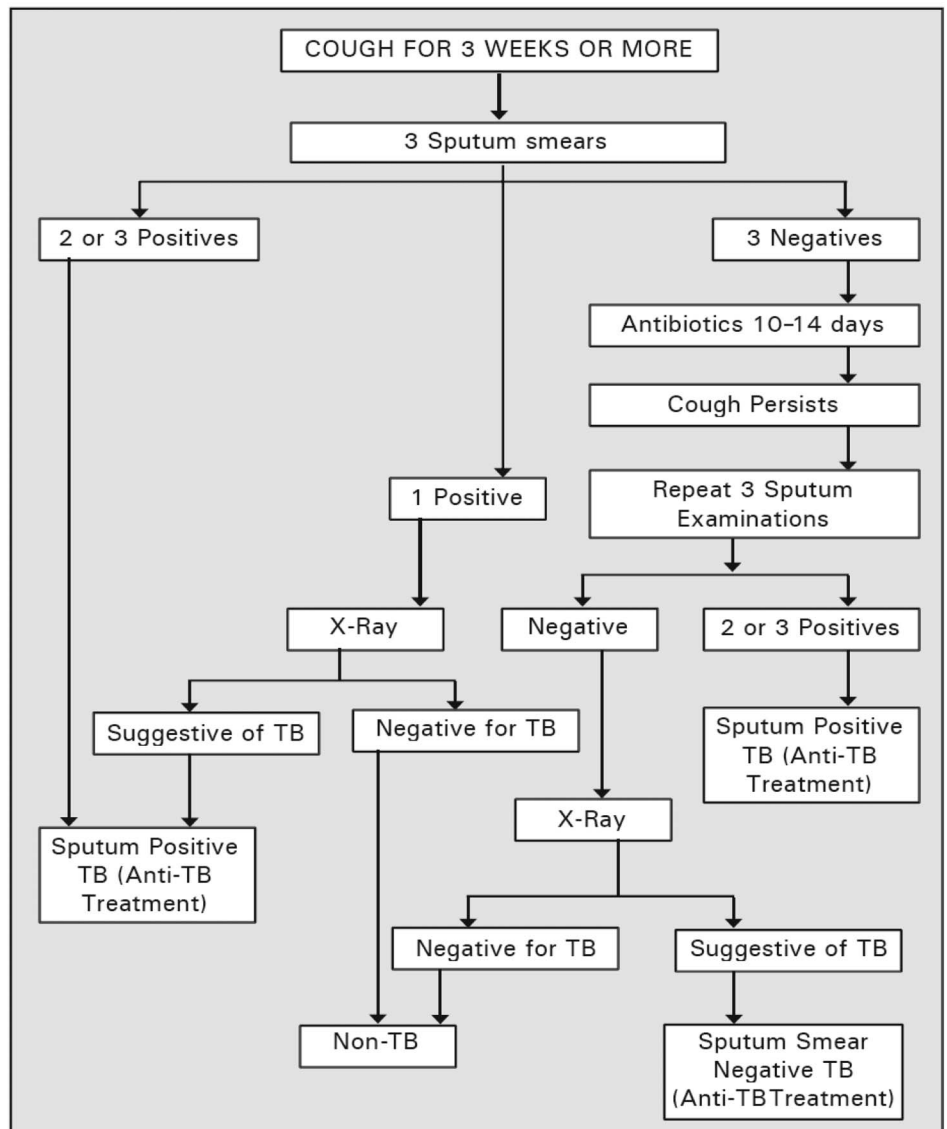 COUGH FOR 3 WEEKS OR MORE
3 Sputum smears
2 or 3 Positives
3 Negatives
Antibiotics 10–14 days
Cough Persists
1 Positive
Repeat 3 Sputum
Examinations
X-Ray
Negative
2 or 3 Positives
Suggestive of TB
Negative for TB
Sputum Positive
TB (Anti-TB
Treatment)
X-Ray
Sputum Positive
TB (Anti-TB
Treatment)
Negative for TB
Suggestive of TB
Non-TB
Sputum Smear
Negative TB
(Anti-TBTreatment)